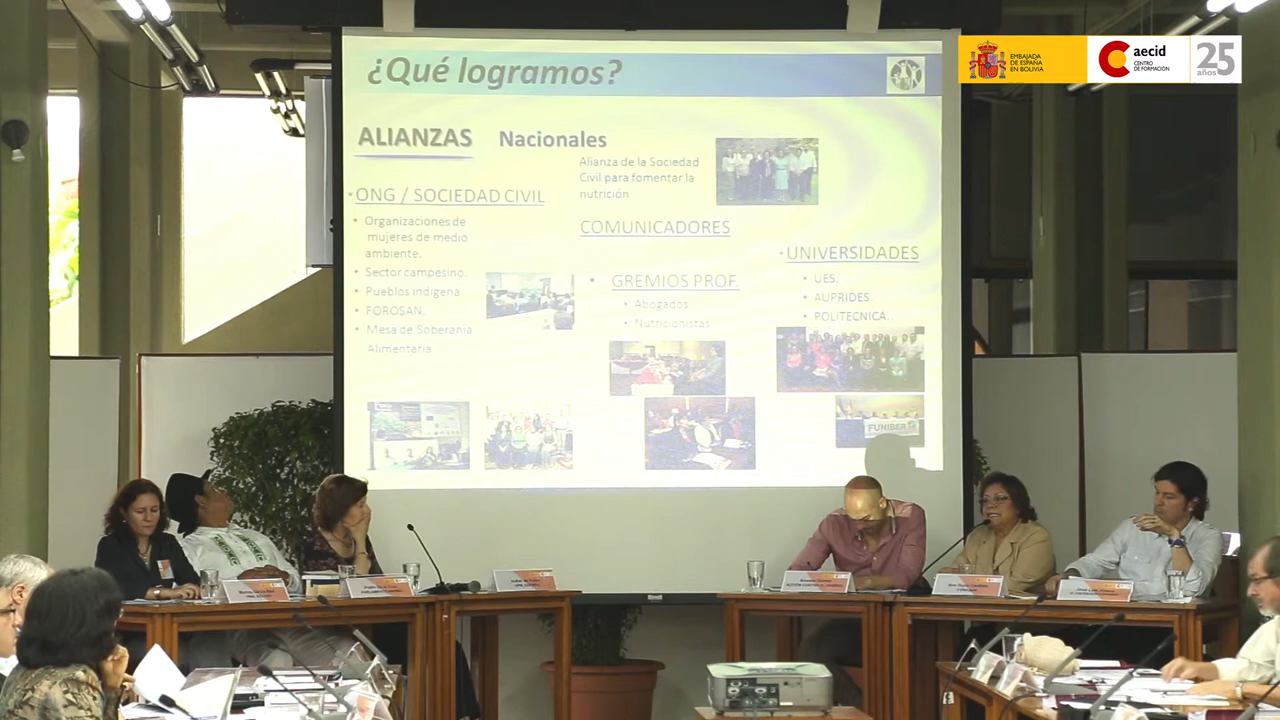 ¿Qué logramos?
ALIANZAS Nacionales
Alianza de la Sociedad
Civil para fomentar la
nutrición
• ONG / SOCIEDAD CIVIL
• Organizaciones de
mujeres de medio
ambiente.
• Sector campesino.
• Pueblos indígena.
• FOROSAN.
• Mesa de Soberania
Alimentaria
COMUNICADORES
• GREMIOS PROF.
• Abogados
• Nutricionistas
• UNIVERSIDADES
• UES.
• AUPRIDES.
• POLITECNICA.
FUNIBER
EMBAJADA
DE ESPAÑA
EN BOLIVIA
aecid
CENTRO
DE FORMACIÓN
25
años